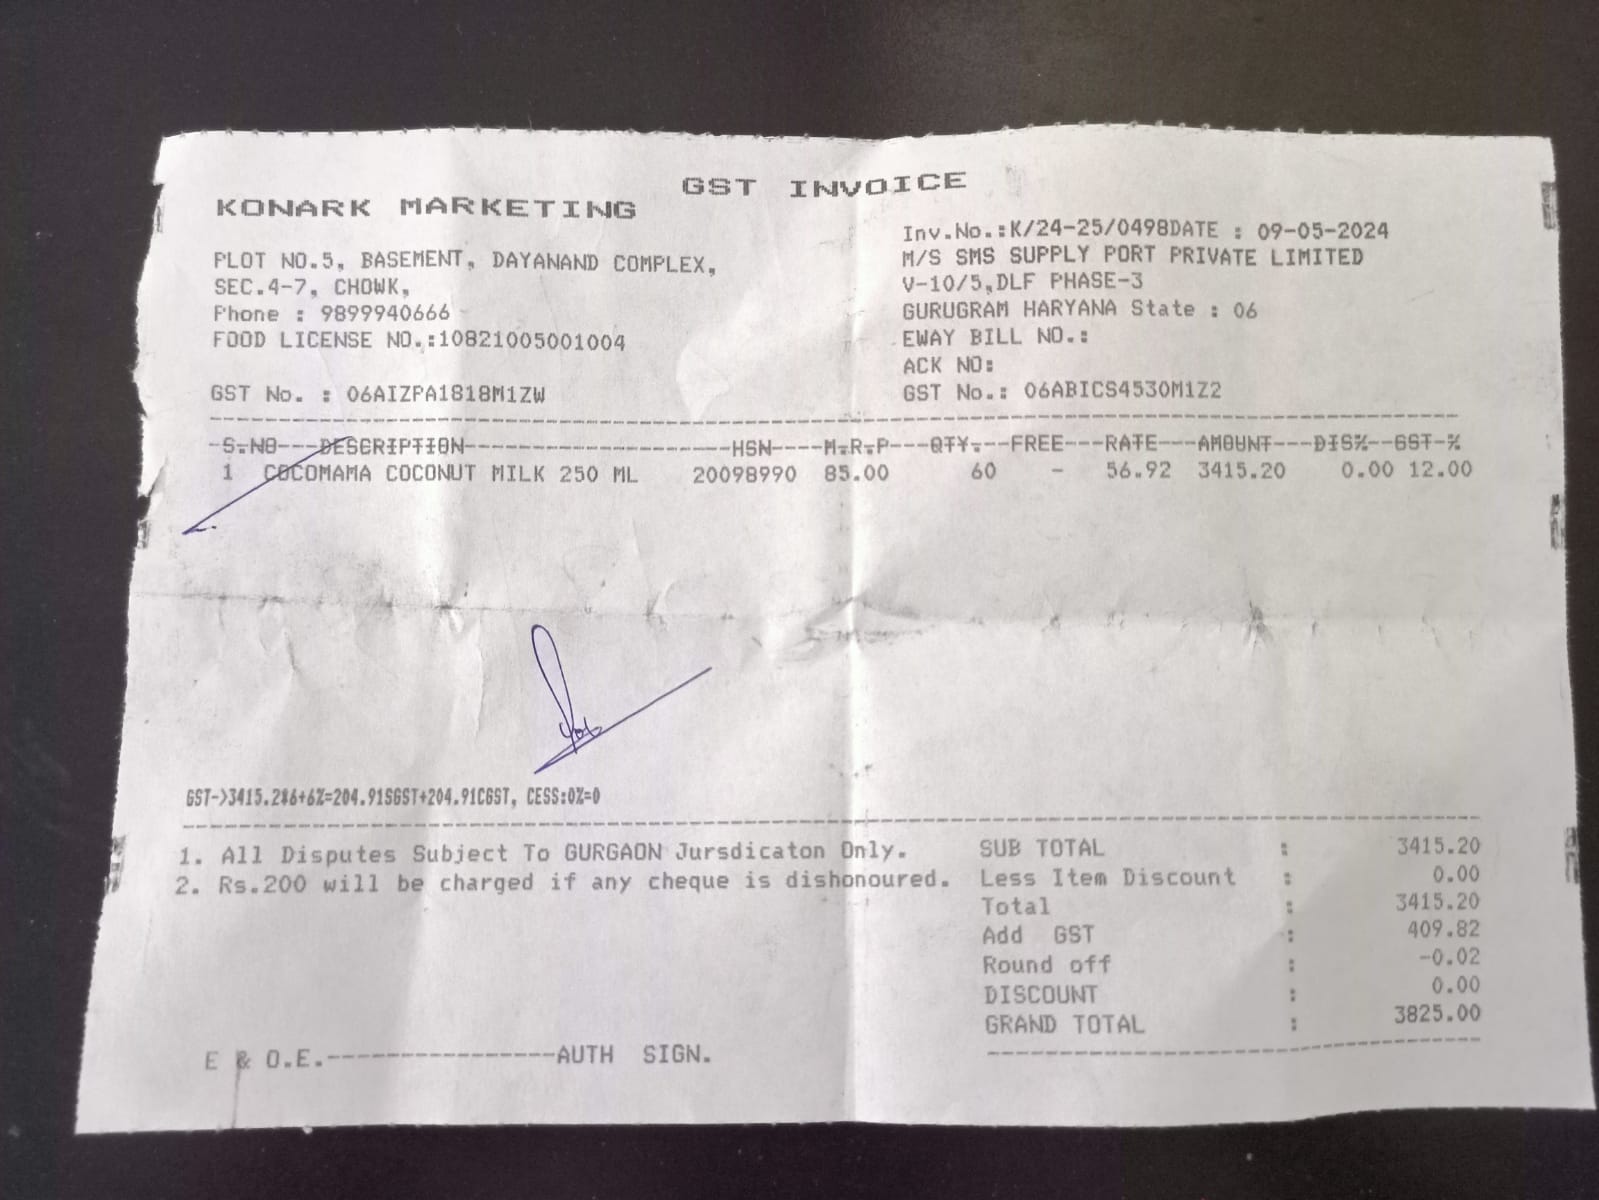 GST INVOICE
KONARK MARKETING
PLOT NO.5, BASEMENT, DAYANAND COMPLEX,
SEC.4-7, CHOWK,
Phone : 9899940666
FOOD LICENSE NO.:10821005001004
GST No. : 06AIZPA1818M1ZW
Inv.No.:K/24-25/0498DATE : 09-05-2024
M/S SMS SUPPLY PORT PRIVATE LIMITED
V-10/5,DLF PHASE-3
GURUGRAM HARYANA State : 06
EWAY BILL NO.:
ACK NO:
GST No.: 06ABICS4530M1Z2
S.NO DESCRIPTION HSN M.R.P QTY. FREE RATE AMOUNT DIS% GST %
1 COCOMAMA COCONUT MILK 250 ML 20098990 85.00 60 - 56.92 3415.20 0.00 12.00
GST->3415.2*6+6%=204.91SGST+204.91CGST, CESS:0%=0
1. All Disputes Subject To GURGAON Jursdicaton Only.
2. Rs.200 will be charged if any cheque is dishonoured.
SUB TOTAL : 3415.20
Less Item Discount : 0.00
Total : 3415.20
Add GST : 409.82
Round off : -0.02
DISCOUNT : 0.00
GRAND TOTAL : 3825.00
E & O.E.-----------------AUTH SIGN.